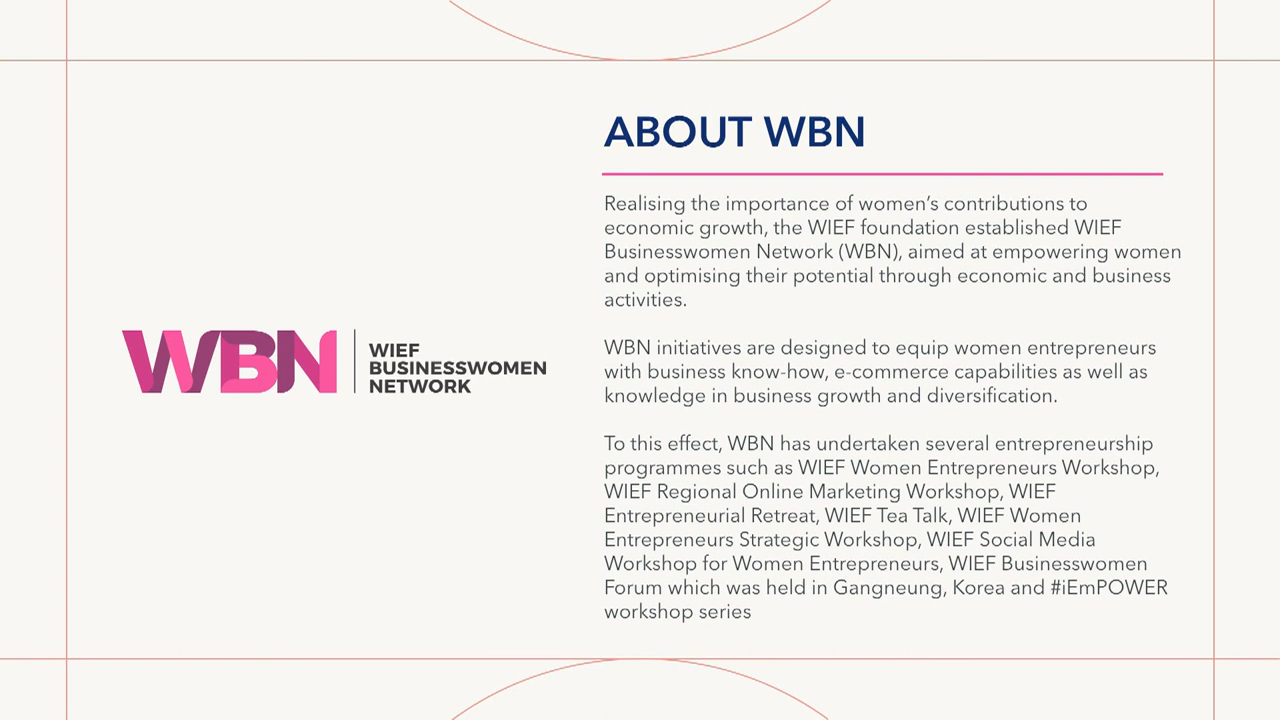 ABOUT WBN
Realising the importance of women’s contributions to
economic growth, the WIEF foundation established WIEF
Businesswomen Network (WBN), aimed at empowering women
and optimising their potential through economic and business
activities.
WBN initiatives are designed to equip women entrepreneurs
with business know-how, e-commerce capabilities as well as
knowledge in business growth and diversification.
To this effect, WBN has undertaken several entrepreneurship
programmes such as WIEF Women Entrepreneurs Workshop,
WIEF Regional Online Marketing Workshop, WIEF
Entrepreneurial Retreat, WIEF Tea Talk, WIEF Women
Entrepreneurs Strategic Workshop, WIEF Social Media
Workshop for Women Entrepreneurs, WIEF Businesswomen
Forum which was held in Gangneung, Korea and #iEmPOWER
workshop series
WBN
WIEF
BUSINESSWOMEN
NETWORK